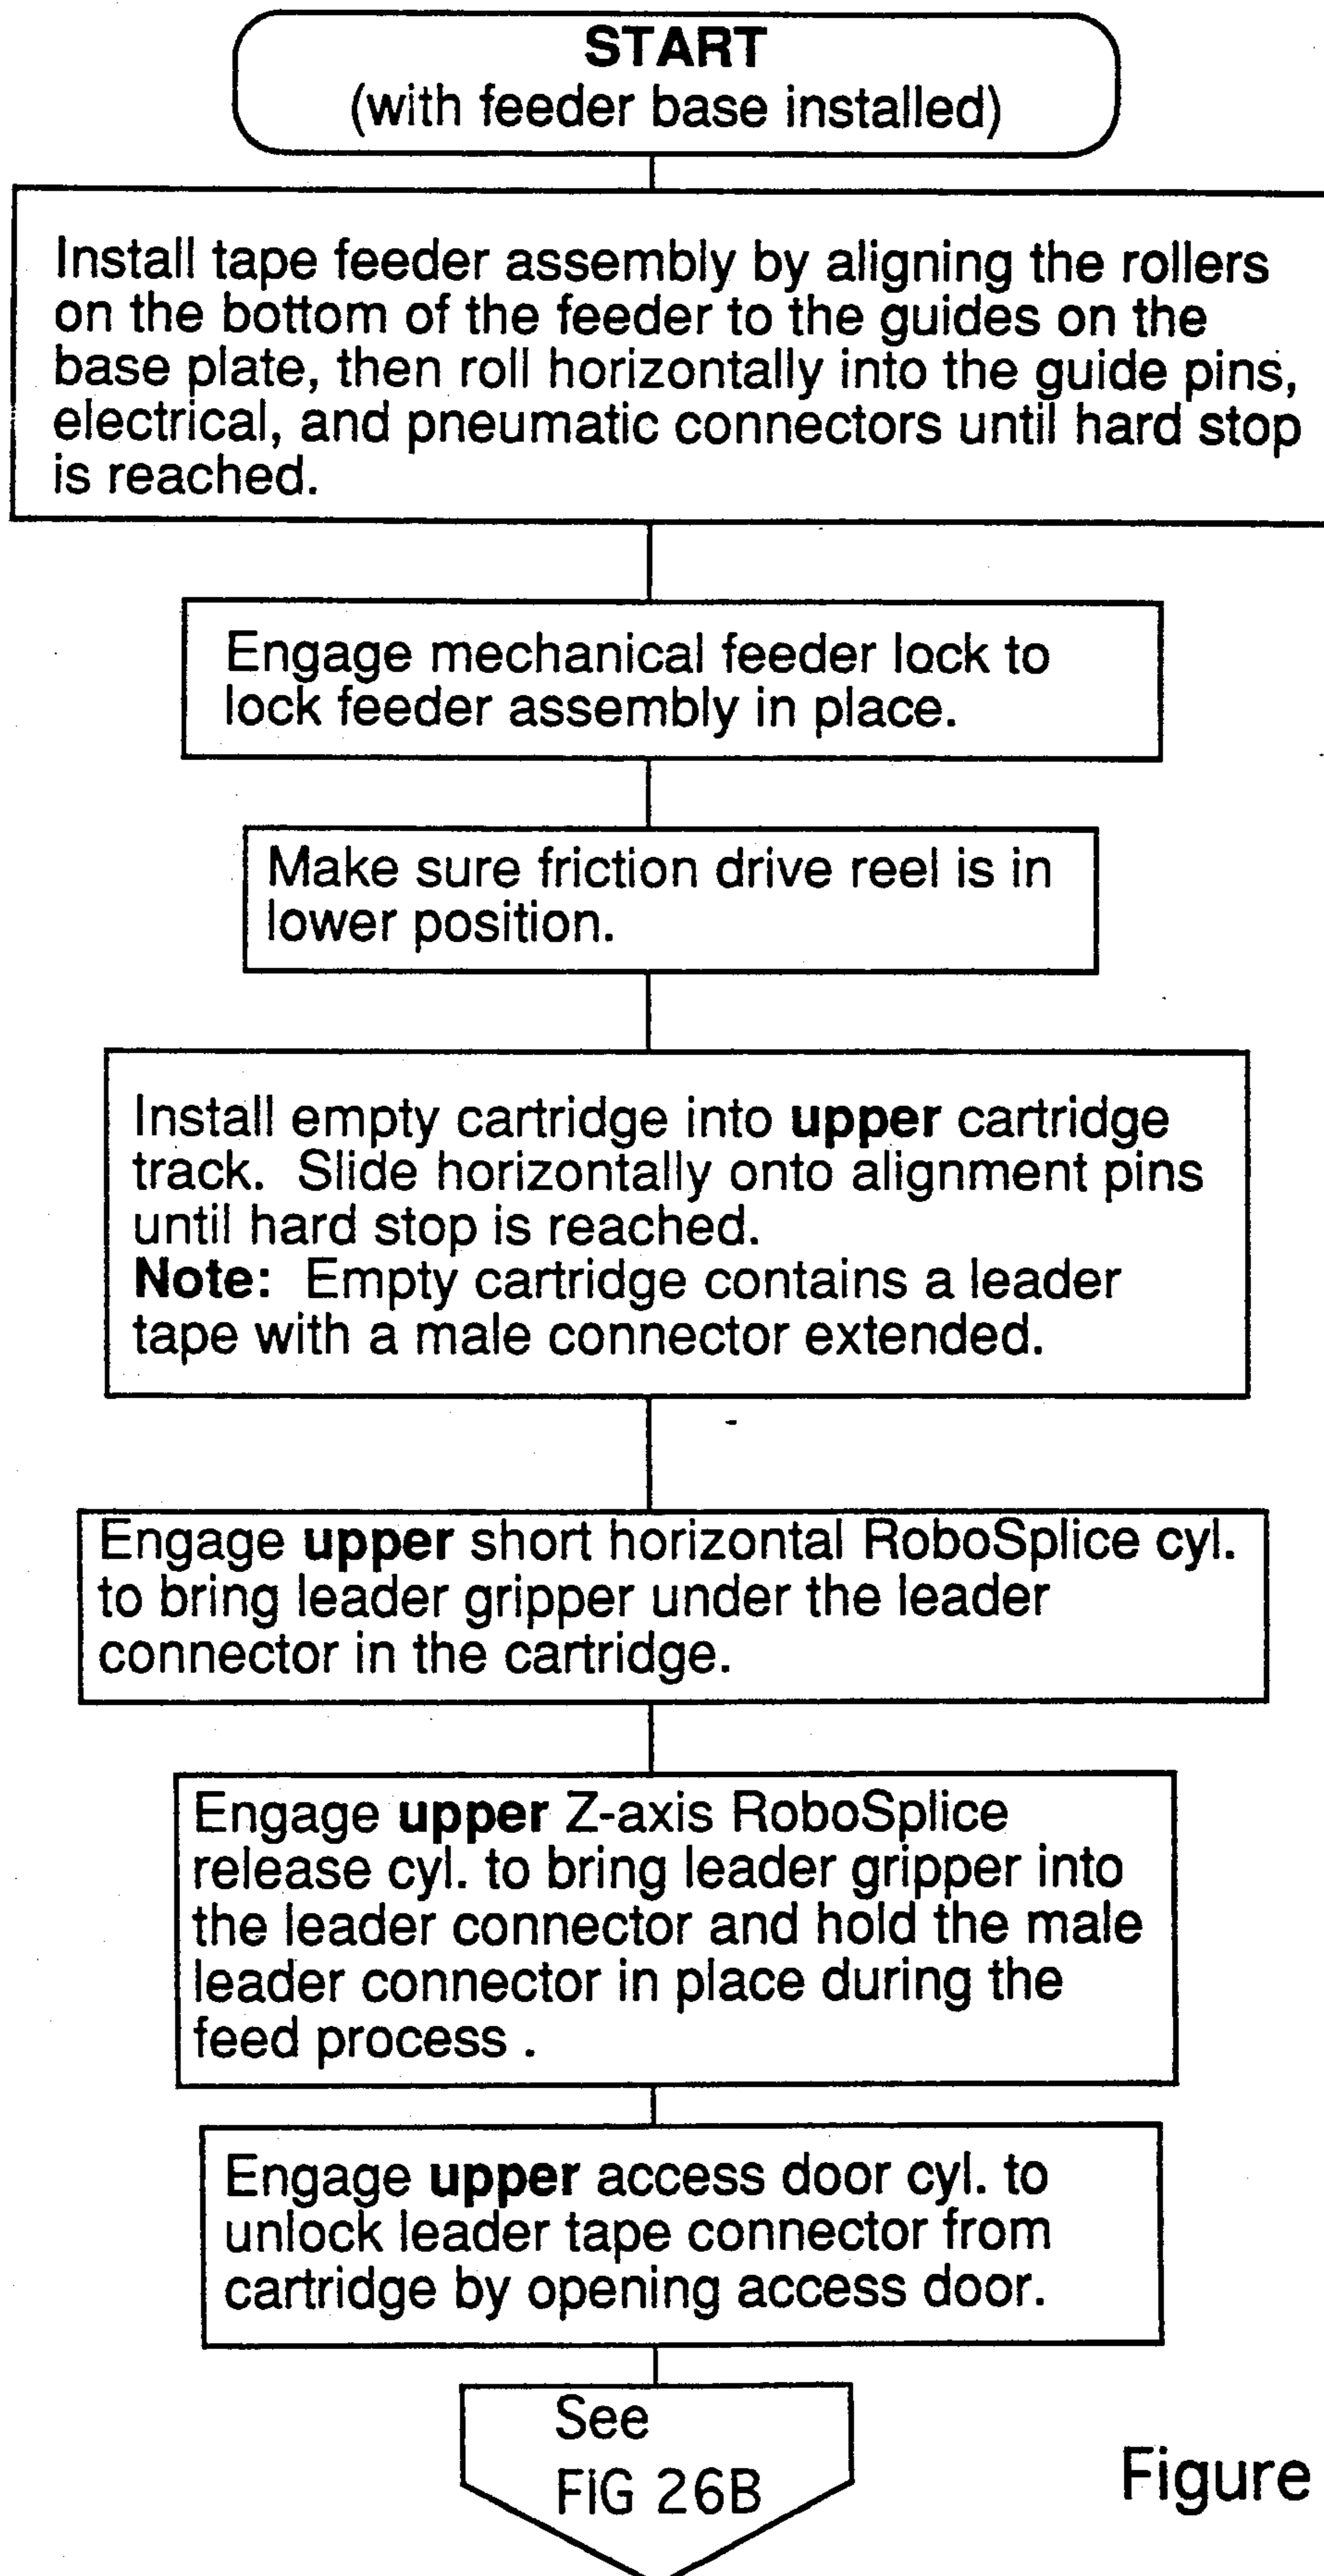 START
(with feeder base installed)
Install tape feeder assembly by aligning the rollers
on the bottom of the feeder to the guides on the
base plate, then roll horizontally into the guide pins,
electrical, and pneumatic connectors until hard stop
is reached.
Engage mechanical feeder lock to
lock feeder assembly in place.
Make sure friction drive reel is in
lower position.
Install empty cartridge into upper cartridge
track. Slide horizontally onto alignment pins
until hard stop is reached.
Note: Empty cartridge contains a leader
tape with a male connector extended.
Engage upper short horizontal RoboSplice cyl.
to bring leader gripper under the leader
connector in the cartridge.
Engage upper Z-axis RoboSplice
release cyl. to bring leader gripper into
the leader connector and hold the male
leader connector in place during the
feed process .
Engage upper access door cyl. to
unlock leader tape connector from
cartridge by opening access door.
See
FIG 26B
Figure